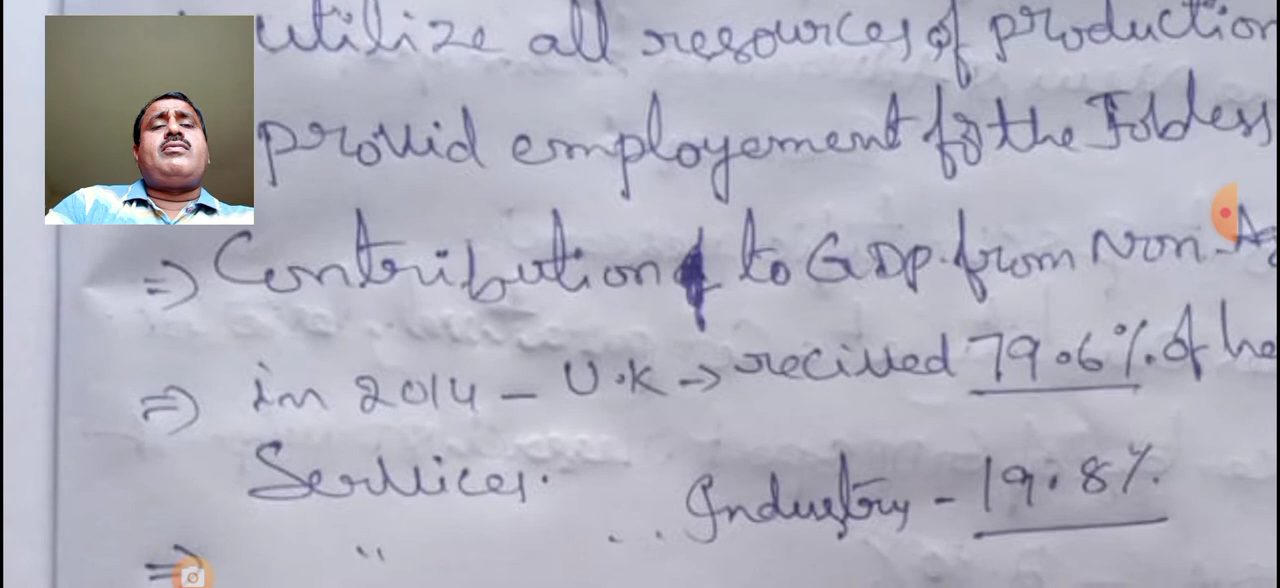 utilize all resources of production
provid employement for the Jobless
⇒ Contribution to GDP. from Non-A
⇒ in 2014 - U.K → recived 79.6%. of he
Services.
.. Industry - 19.8%.
⇒ "